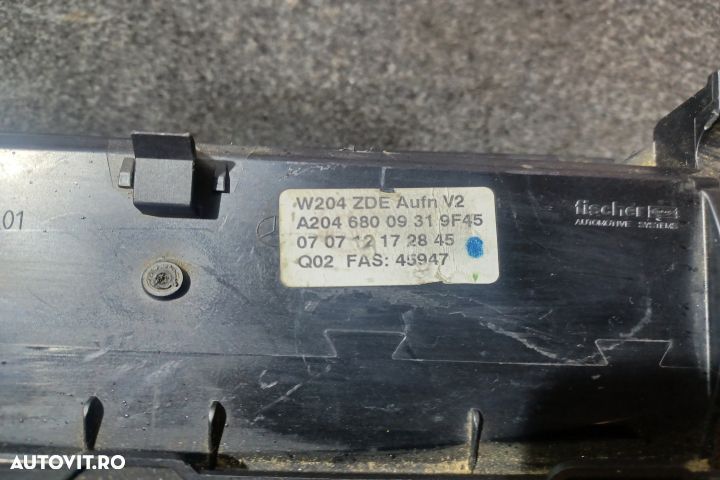 W204 ZDE Aufn V2
A204 680 09 31 9F45
07 07 12 17 28 45
Q02 FAS: 45947
fischer
AUTOMOTIVE SYSTEMS
01
AUTOVIT.RO